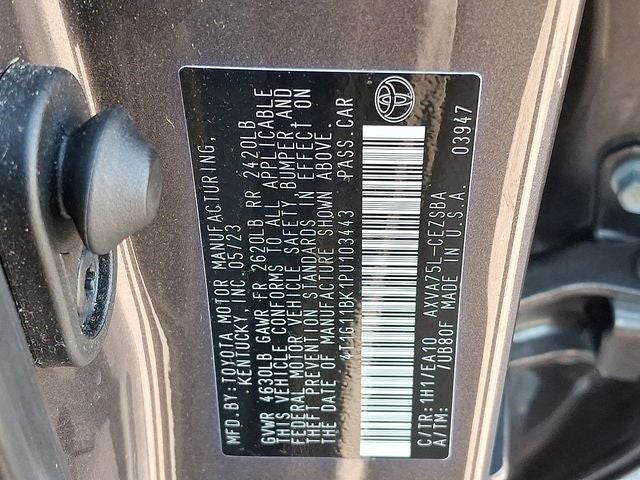 MFD.BY:TOYOTA MOTOR MANUFACTURING,
KENTUCKY, INC. 05/23
GVWR 4630LB GAWR FR 2620LB RR 2420LB
THIS VEHICLE CONFORMS TO ALL APPLICABLE
FEDERAL MOTOR VEHICLE SAFETY, BUMPER AND
THEFT PREVENTION STANDARDS IN EFFECT ON
THE DATE OF MANUFACTURE SHOWN ABOVE.
4T1G11BK1PU103443 PASS.CAR
C/TR:1H1/EA10 AXVA75L-CEZSBA
A/TM: /UB80F MADE IN U.S.A. 03947